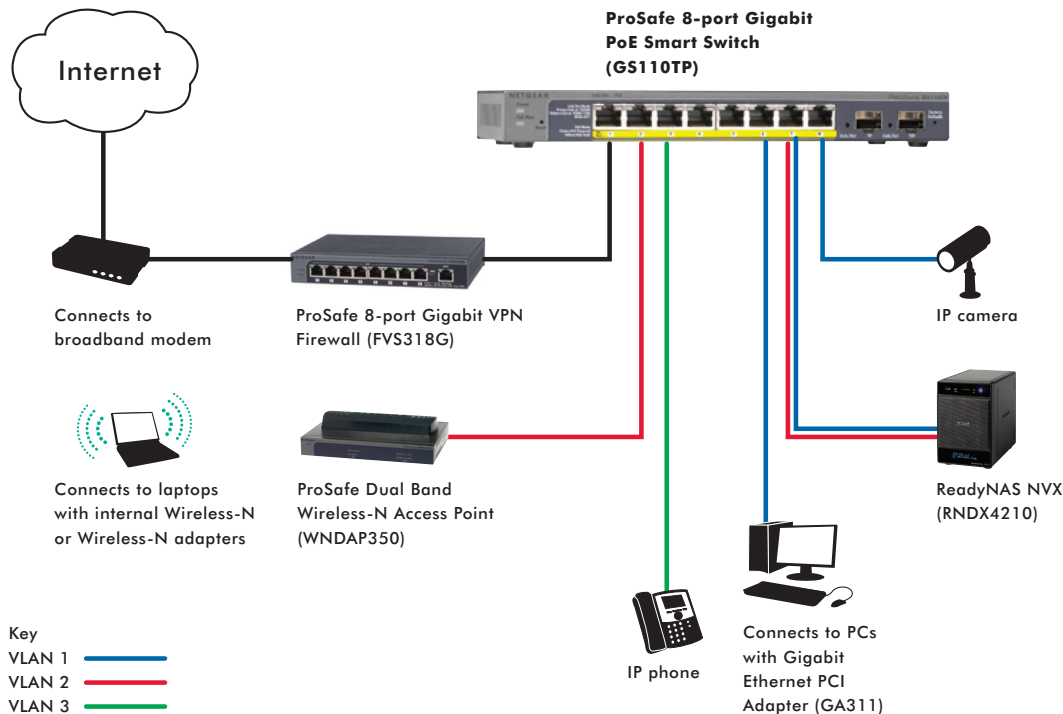 ProSafe 8-port Gigabit
PoE Smart Switch
(GS110TP)
Internet
NETGEAR
Connects to
broadband modem
ProSafe 8-port Gigabit VPN
Firewall (FVS318G)
IP camera
Connects to laptops
with internal Wireless-N
or Wireless-N adapters
ProSafe Dual Band
Wireless-N Access Point
(WNDAP350)
ReadyNAS NVX
(RNDX4210)
IP phone
Connects to PCs
with Gigabit
Ethernet PCI
Adapter (GA311)
Key
VLAN 1
VLAN 2
VLAN 3